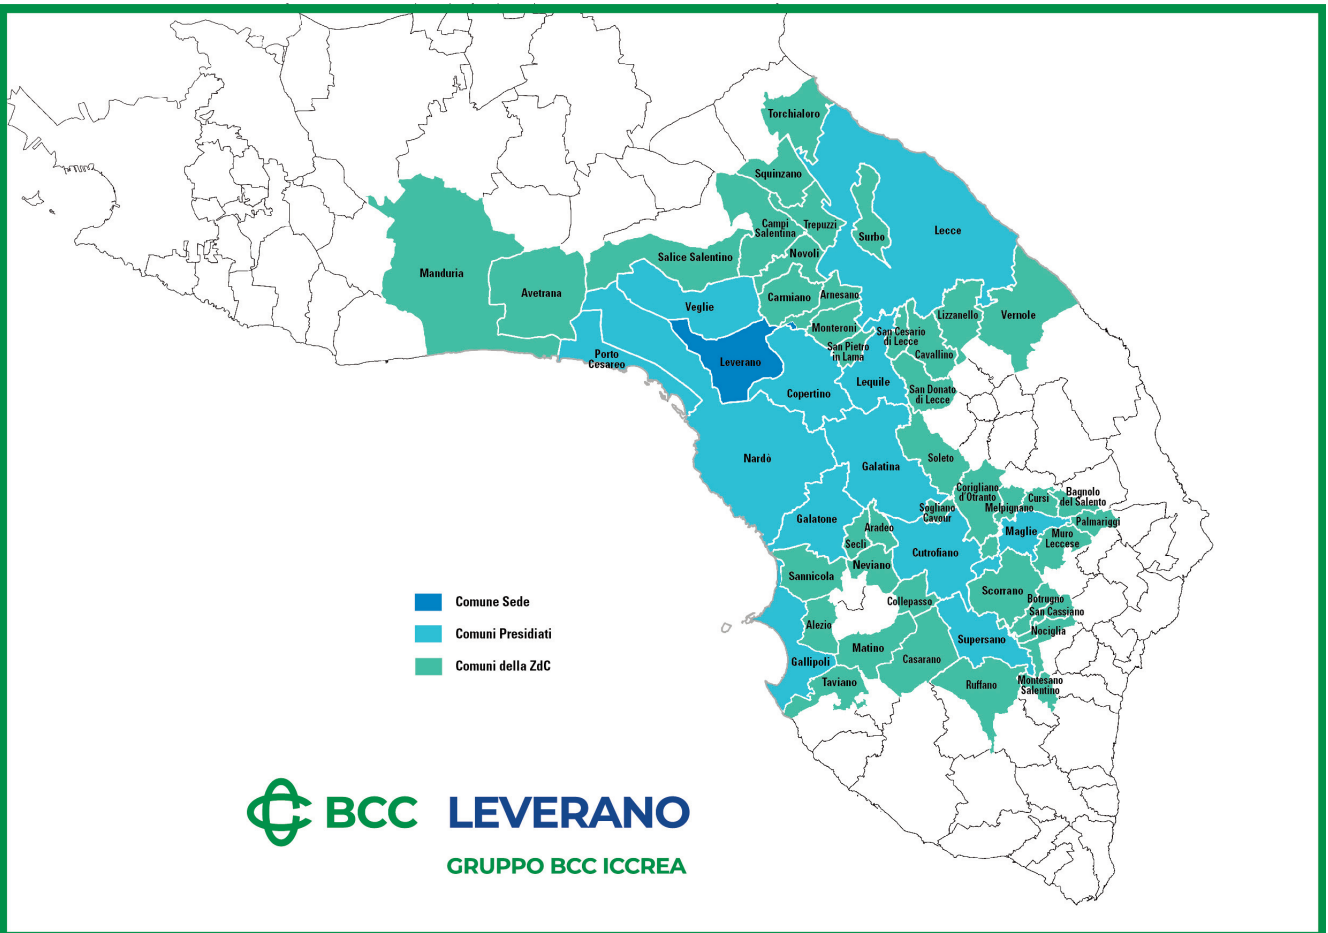 Torchialoro
Squinzano
Campi
Salentina
Trepuzzi
Surbo
Lecce
Novoli
Salice Salentino
Manduria
Avetrana
Veglie
Carmiano
Arnesano
Lizzanello
Vernole
Monteroni
San Cesario
di Lecce
San Pietro
in Lama
Cavallino
Porto
Cesareo
Leverano
Copertino
Lequile
San Donato
di Lecce
Nardò
Galatina
Soleto
Corigliano
d'Otranto
Melpignano
Cursi
Bagnolo
del Salento
Sogliano
Cavour
Palmariggi
Galatone
Aradeo
Maglie
Muro
Leccese
Secli
Cutrofiano
Neviano
Sannicola
Scorrano
Botrugno
San Cassiano
Collepasso
Nociglia
Alezio
Supersano
Matino
Casarano
Gallipoli
Taviano
Ruffano
Montesano
Salentino
Comune Sede
Comuni Presidiati
Comuni della ZdC
BCC LEVERANO
GRUPPO BCC ICCREA